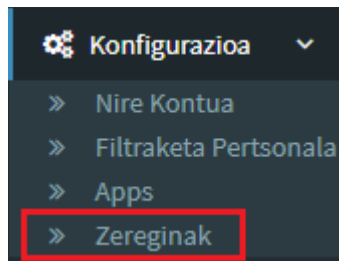 Konfigurazioa
Nire Kontua
Filtraketa Pertsonala
Apps
Zereginak